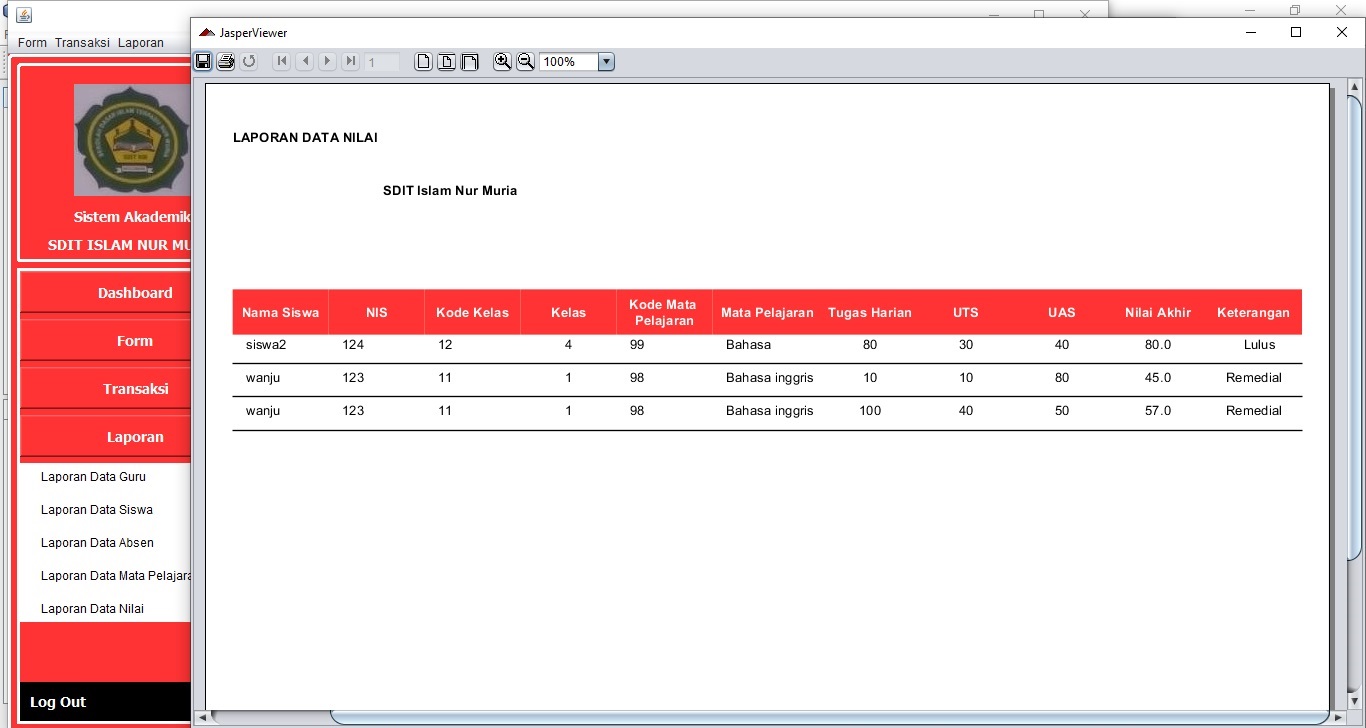 JasperViewer
Form Transaksi Laporan
1
100%
Sistem Akademik
SDIT ISLAM NUR MU
Dashboard
Form
Transaksi
Laporan
Laporan Data Guru
Laporan Data Siswa
Laporan Data Absen
Laporan Data Mata Pelajara
Laporan Data Nilai
Log Out
LAPORAN DATA NILAI
SDIT Islam Nur Muria
Nama Siswa NIS Kode Kelas Kelas Kode Mata Pelajaran Mata Pelajaran Tugas Harian UTS UAS Nilai Akhir Keterangan
siswa2 124 12 4 99 Bahasa 80 30 40 80.0 Lulus
wanju 123 11 1 98 Bahasa inggris 10 10 80 45.0 Remedial
wanju 123 11 1 98 Bahasa inggris 100 40 50 57.0 Remedial